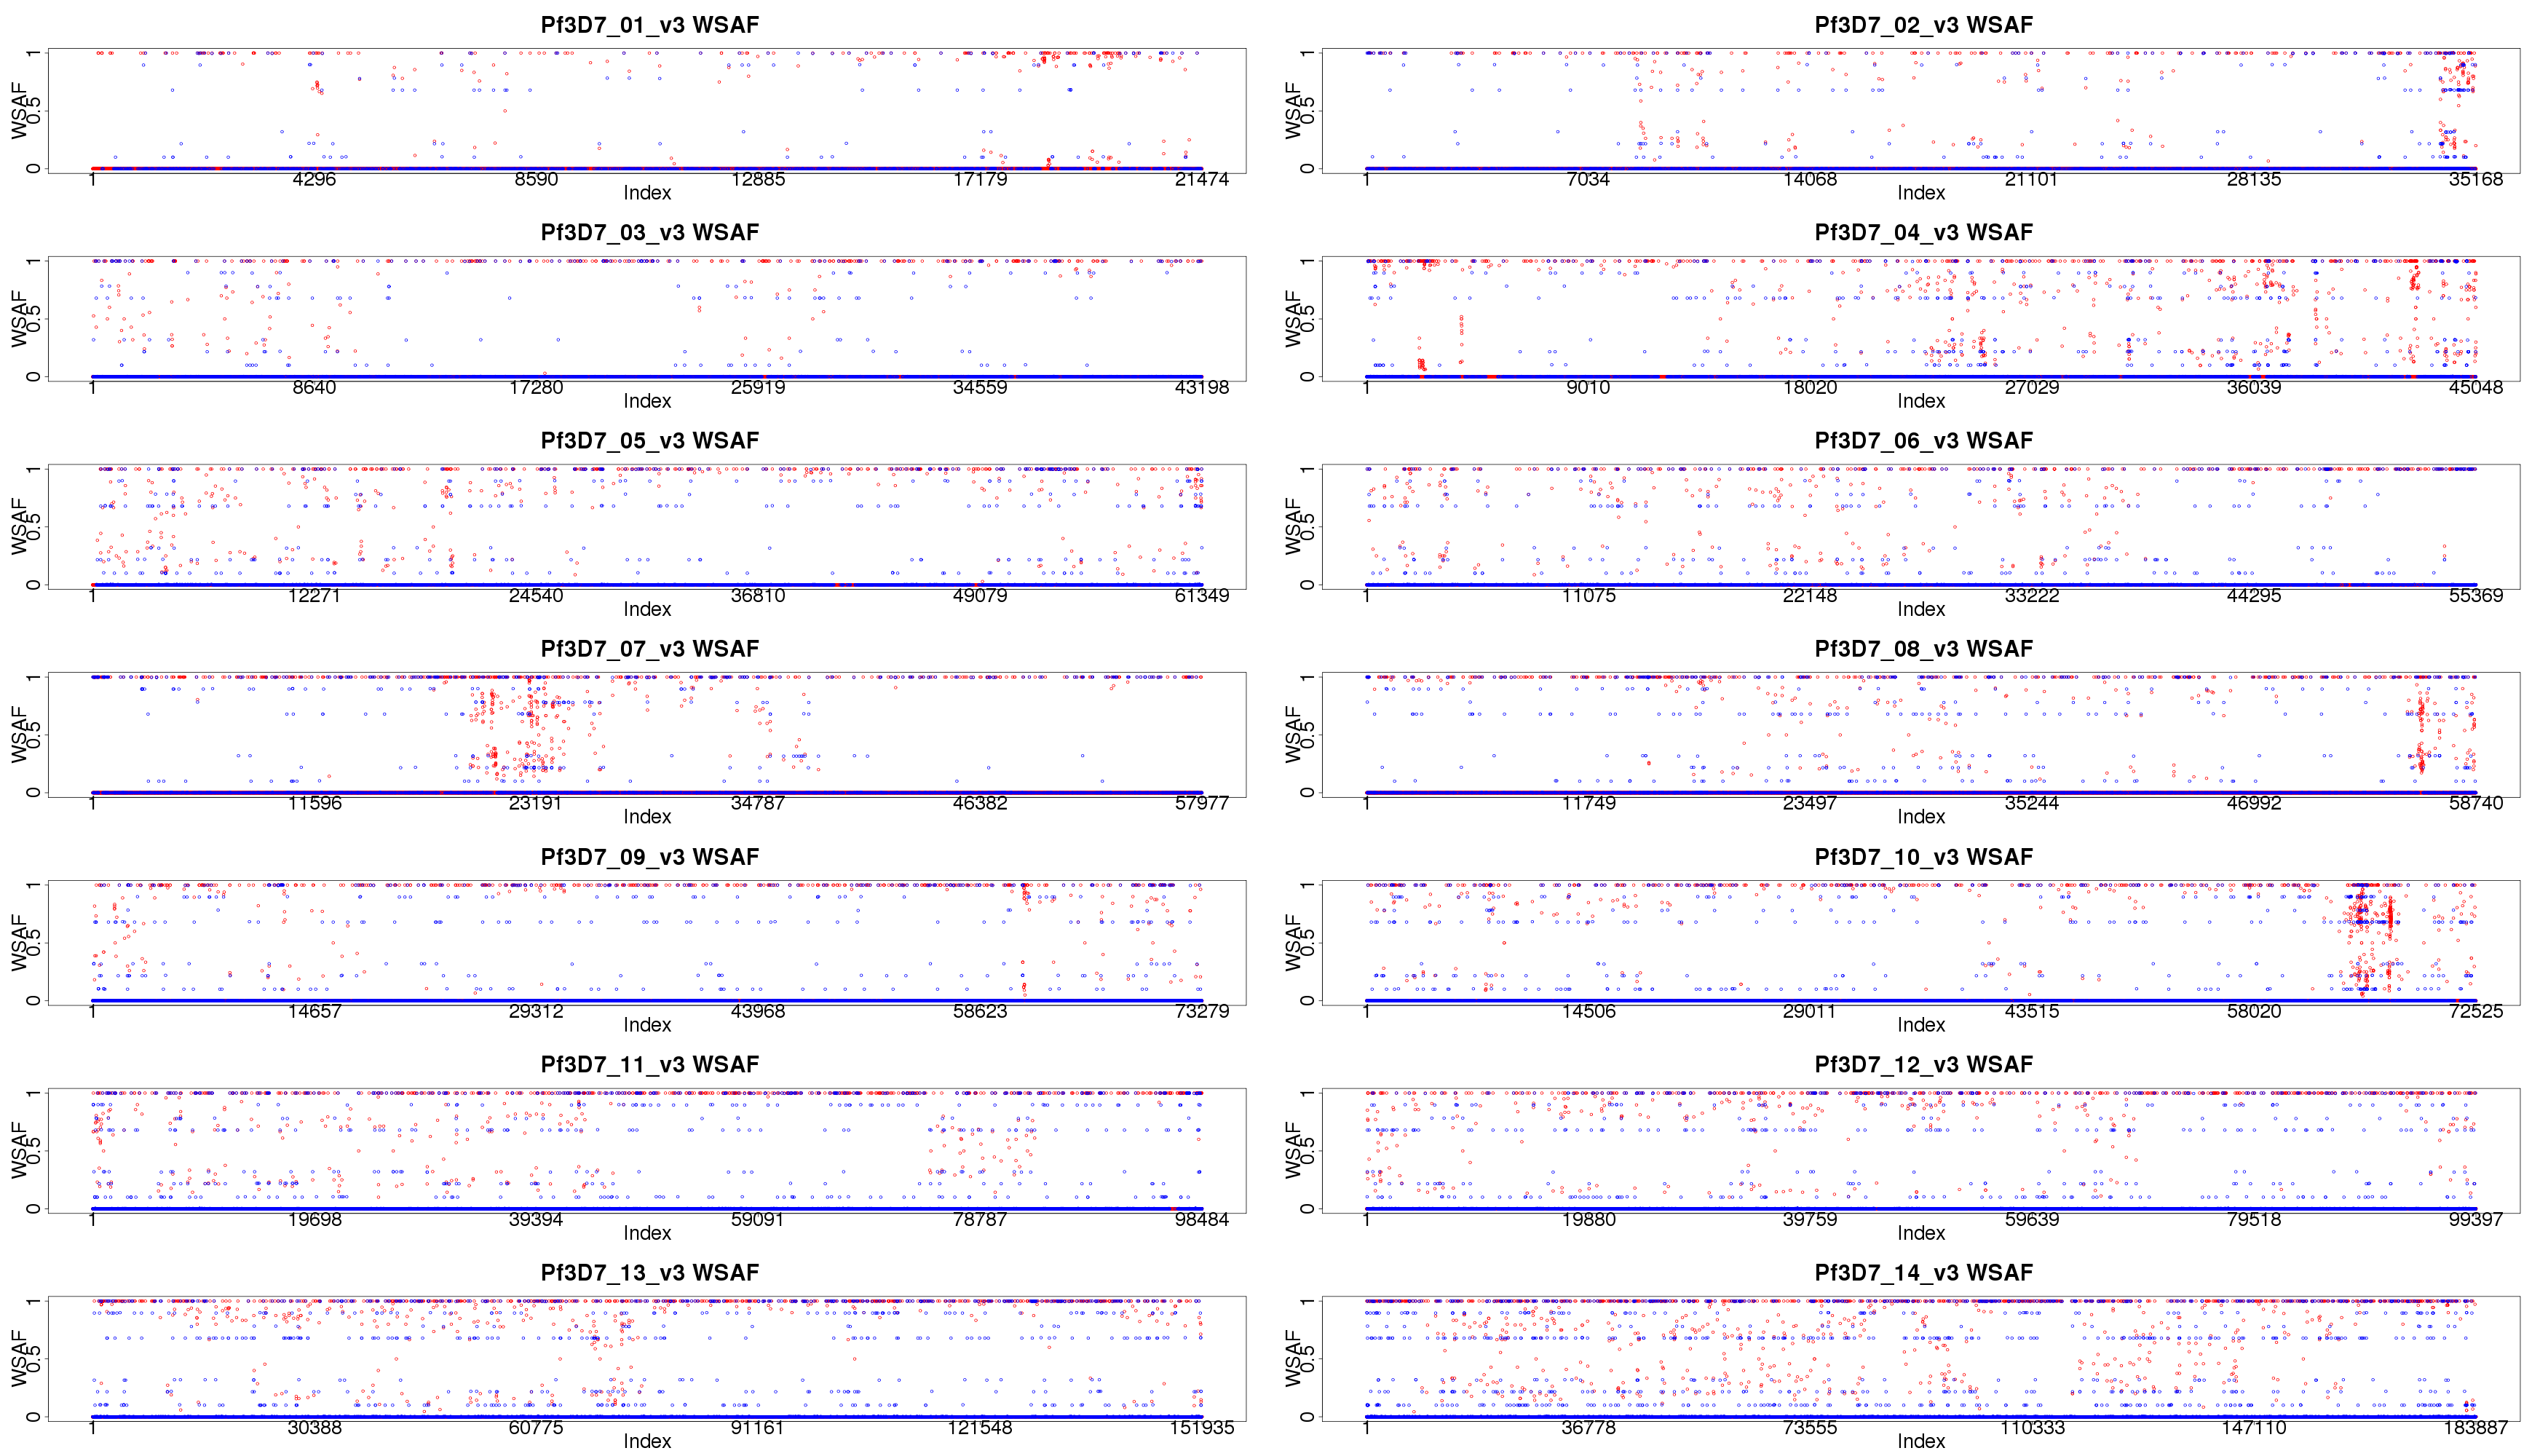 Pf3D7_01_v3 WSAF
WSAF
0 0.5 1
1 4296 8590 12885 17179 21474
Index
Pf3D7_02_v3 WSAF
WSAF
0 0.5 1
1 7034 14068 21101 28135 35168
Index
Pf3D7_03_v3 WSAF
WSAF
0 0.5 1
1 8640 17280 25919 34559 43198
Index
Pf3D7_04_v3 WSAF
WSAF
0 0.5 1
1 9010 18020 27029 36039 45048
Index
Pf3D7_05_v3 WSAF
WSAF
0 0.5 1
1 12271 24540 36810 49079 61349
Index
Pf3D7_06_v3 WSAF
WSAF
0 0.5 1
1 11075 22148 33222 44295 55369
Index
Pf3D7_07_v3 WSAF
WSAF
0 0.5 1
1 11596 23191 34787 46382 57977
Index
Pf3D7_08_v3 WSAF
WSAF
0 0.5 1
1 11749 23497 35244 46992 58740
Index
Pf3D7_09_v3 WSAF
WSAF
0 0.5 1
1 14657 29312 43968 58623 73279
Index
Pf3D7_10_v3 WSAF
WSAF
0 0.5 1
1 14506 29011 43515 58020 72525
Index
Pf3D7_11_v3 WSAF
WSAF
0 0.5 1
1 19698 39394 59091 78787 98484
Index
Pf3D7_12_v3 WSAF
WSAF
0 0.5 1
1 19880 39759 59639 79518 99397
Index
Pf3D7_13_v3 WSAF
WSAF
0 0.5 1
1 30388 60775 91161 121548 151935
Index
Pf3D7_14_v3 WSAF
WSAF
0 0.5 1
1 36778 73555 110333 147110 183887
Index